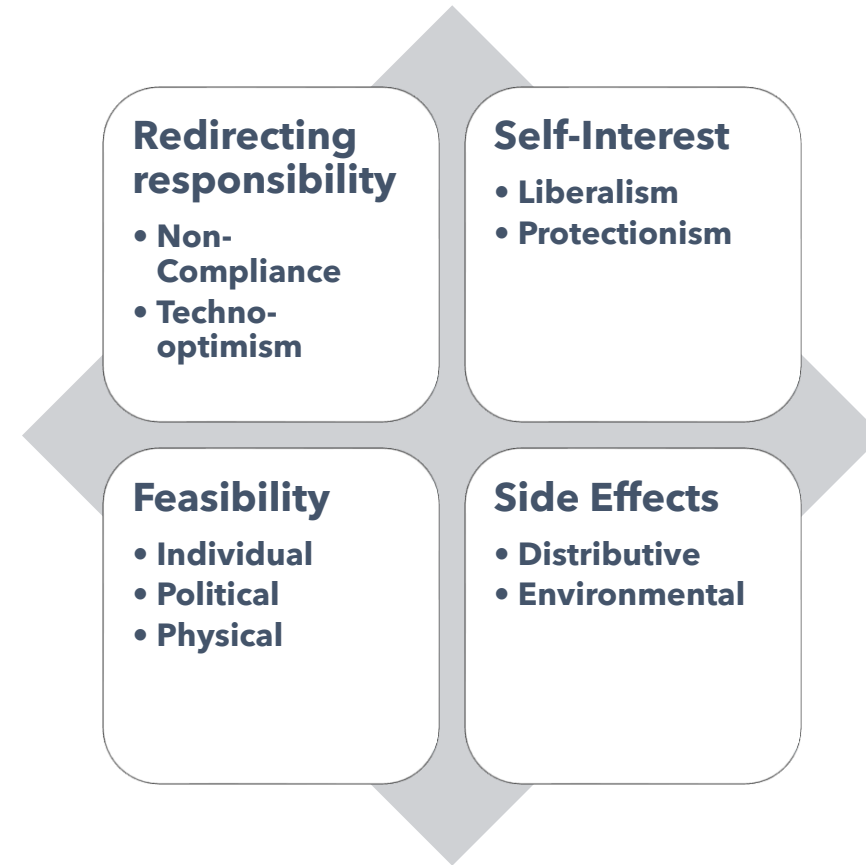 Redirecting
responsibility
• Non-
Compliance
• Techno-
optimism
Self-Interest
• Liberalism
• Protectionism
Feasibility
• Individual
• Political
• Physical
Side Effects
• Distributive
• Environmental